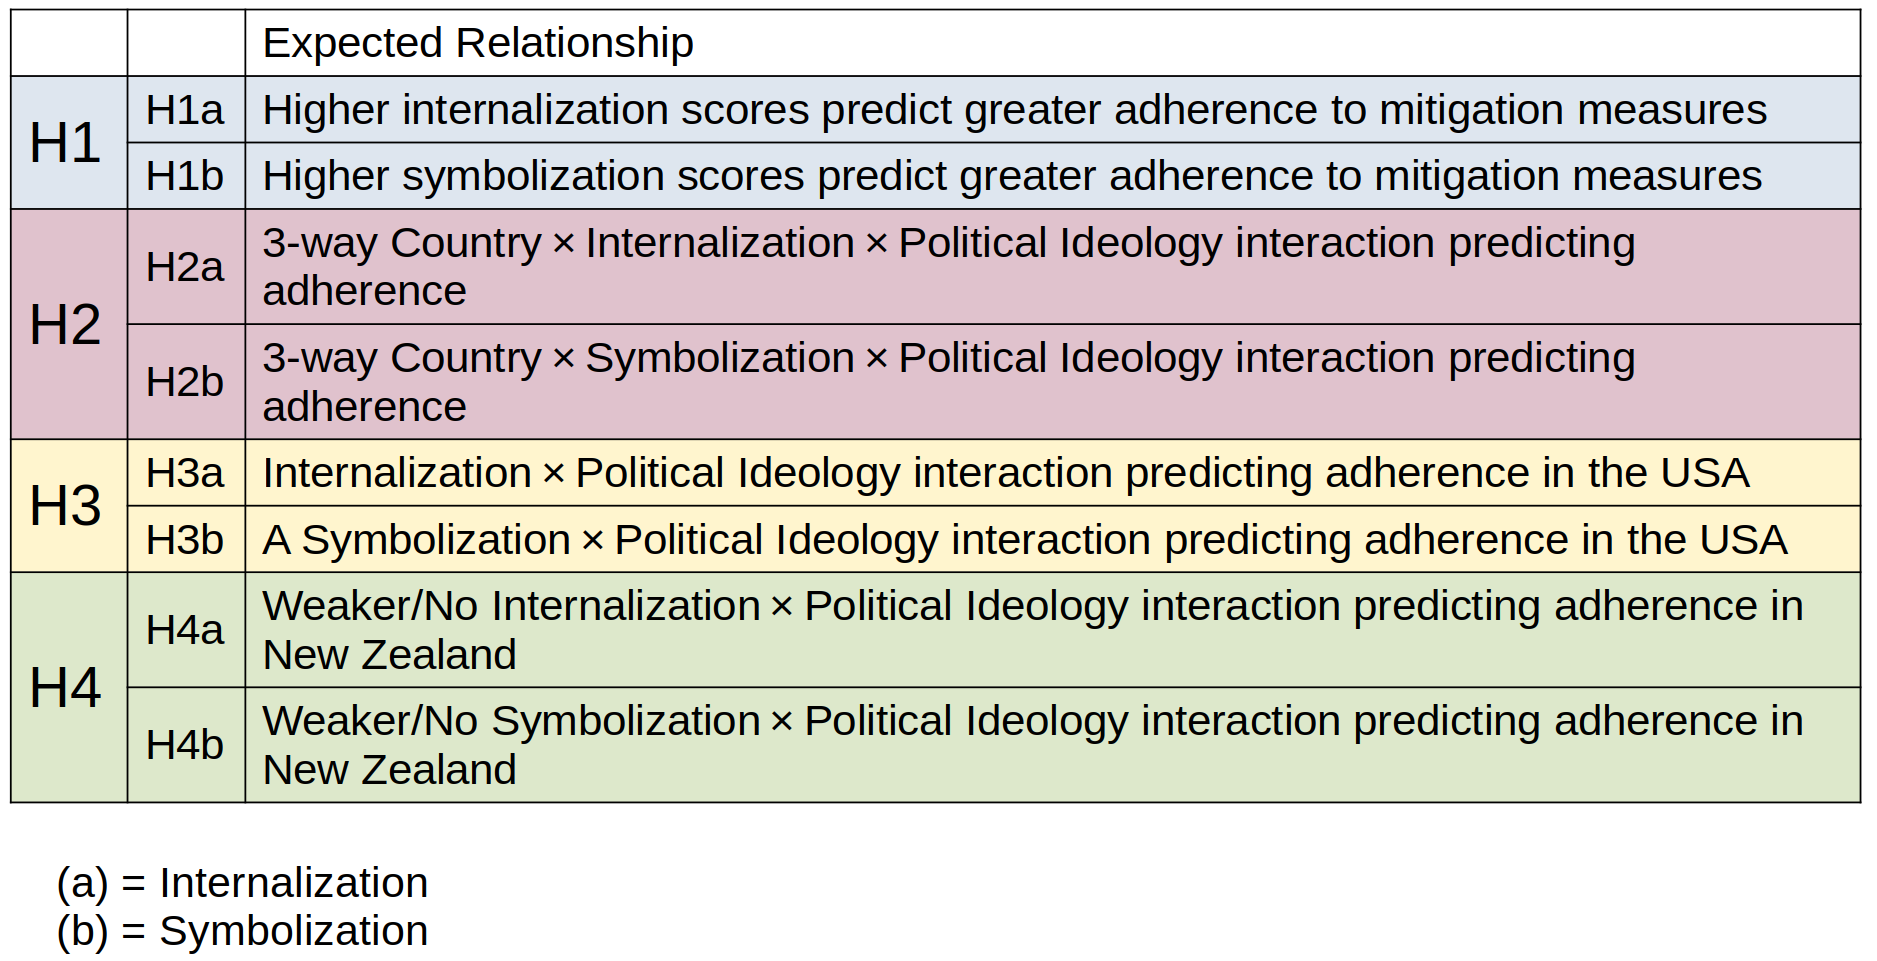 Expected Relationship
H1
H1a
Higher internalization scores predict greater adherence to mitigation measures
H1b
Higher symbolization scores predict greater adherence to mitigation measures
H2
H2a
3-way Country × Internalization × Political Ideology interaction predicting
adherence
H2b
3-way Country × Symbolization × Political Ideology interaction predicting
adherence
H3
H3a
Internalization × Political Ideology interaction predicting adherence in the USA
H3b
A Symbolization × Political Ideology interaction predicting adherence in the USA
H4
H4a
Weaker/No Internalization × Political Ideology interaction predicting adherence in
New Zealand
H4b
Weaker/No Symbolization × Political Ideology interaction predicting adherence in
New Zealand
(a) = Internalization
(b) = Symbolization